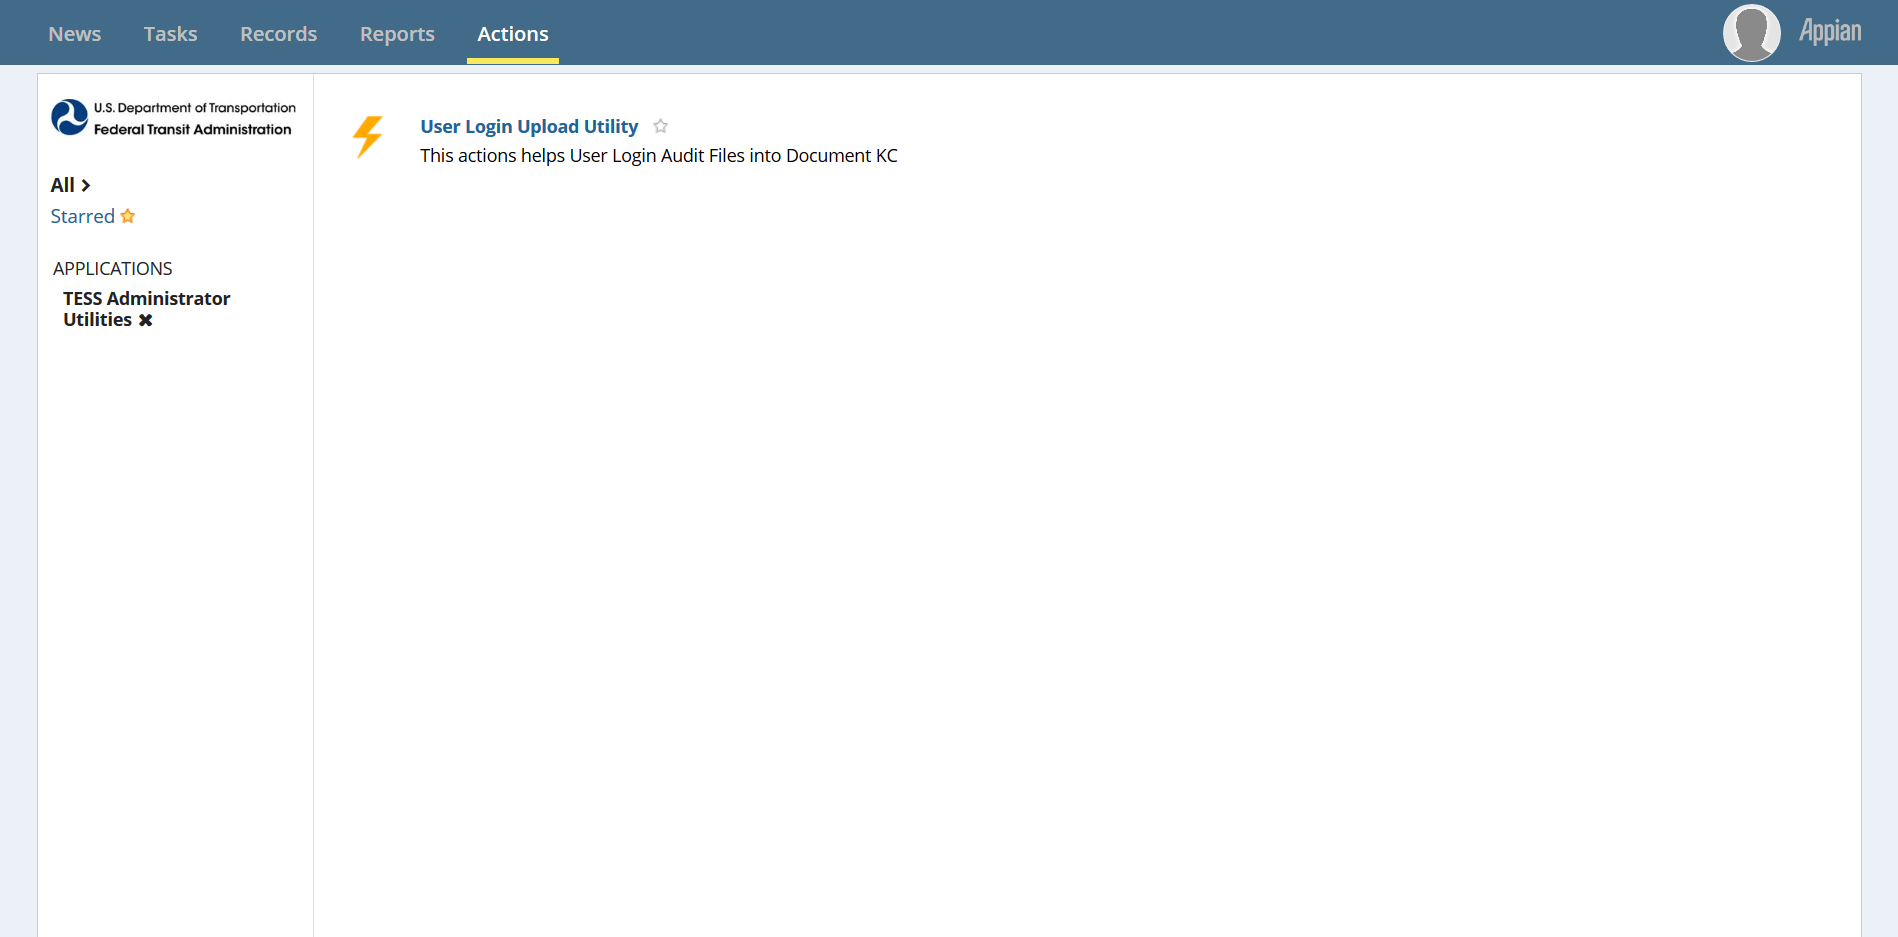 News Tasks Records Reports Actions
Appian
U.S. Department of Transportation
Federal Transit Administration
All
Starred
APPLICATIONS
TESS Administrator
Utilities
User Login Upload Utility
This actions helps User Login Audit Files into Document KC